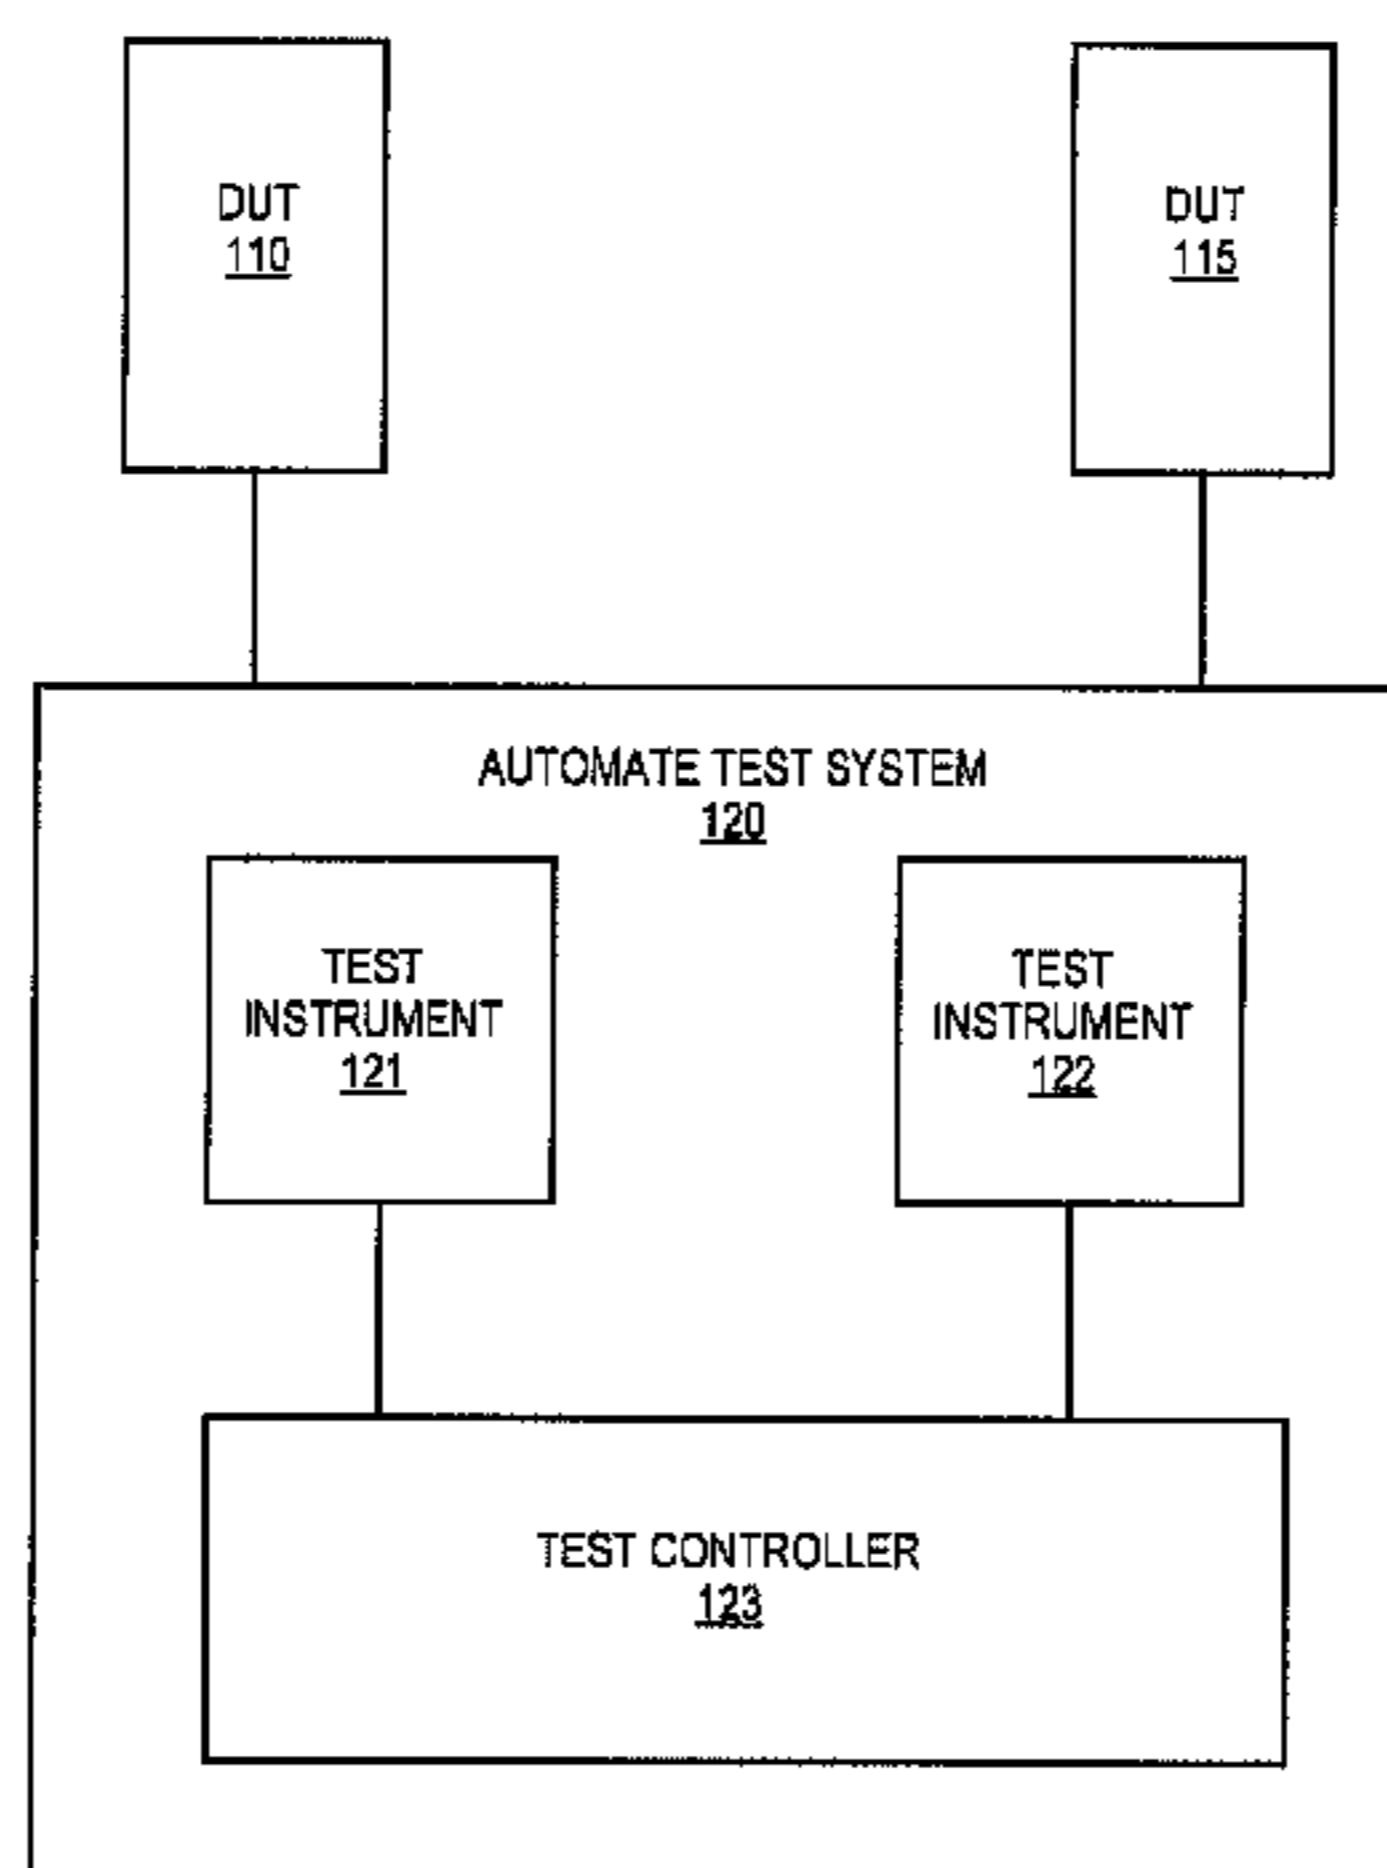 DUT
110
DUT
115
AUTOMATE TEST SYSTEM
120
TEST
INSTRUMENT
121
TEST
INSTRUMENT
122
TEST CONTROLLER
123